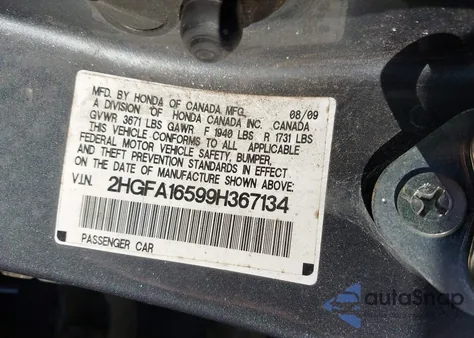 MFD. BY HONDA OF CANADA MFG. 08/09
A DIVISION OF HONDA CANADA INC. CANADA
GVWR 3671 LBS GAWR F 1940 LBS R 1731 LBS
THIS VEHICLE CONFORMS TO ALL APPLICABLE
FEDERAL MOTOR VEHICLE SAFETY, BUMPER,
AND THEFT PREVENTION STANDARDS IN EFFECT
ON THE DATE OF MANUFACTURE SHOWN ABOVE:
V.I.N. 2HGFA16599H367134
PASSENGER CAR
autoSnap